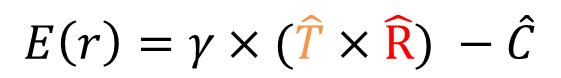 E(r) = γ × (T̂ × R̂) − Ĉ